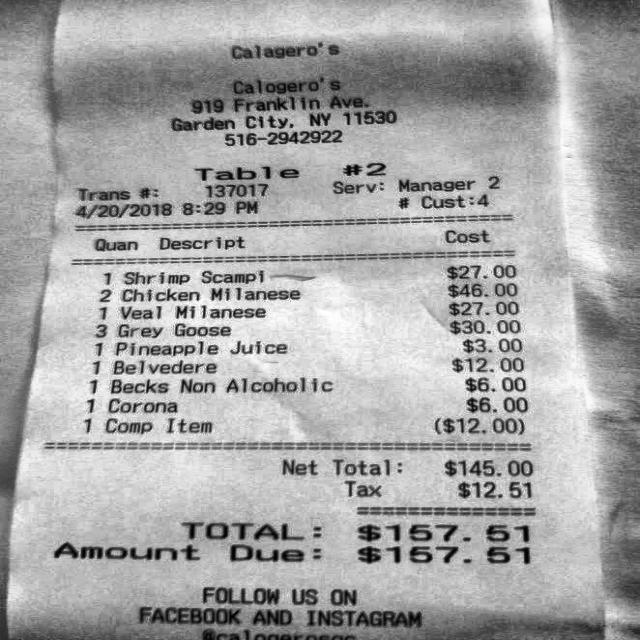 Calagero's
Calogero's
919 Franklin Ave.
Garden City, NY 11530
516-2942922
Table #2
Trans #: 137017 Serv: Manager 2
4/20/2018 8:29 PM # Cust:4
Quan Descript Cost
1 Shrimp Scampi $27.00
2 Chicken Milanese $46.00
1 Veal Milanese $27.00
3 Grey Goose $30.00
1 Pineapple Juice $3.00
1 Belvedere $12.00
1 Becks Non Alcoholic $6.00
1 Corona $6.00
1 Comp Item ($12.00)
Net Total: $145.00
Tax $12.51
TOTAL: $157.51
Amount Due: $157.51
FOLLOW US ON
FACEBOOK AND INSTAGRAM